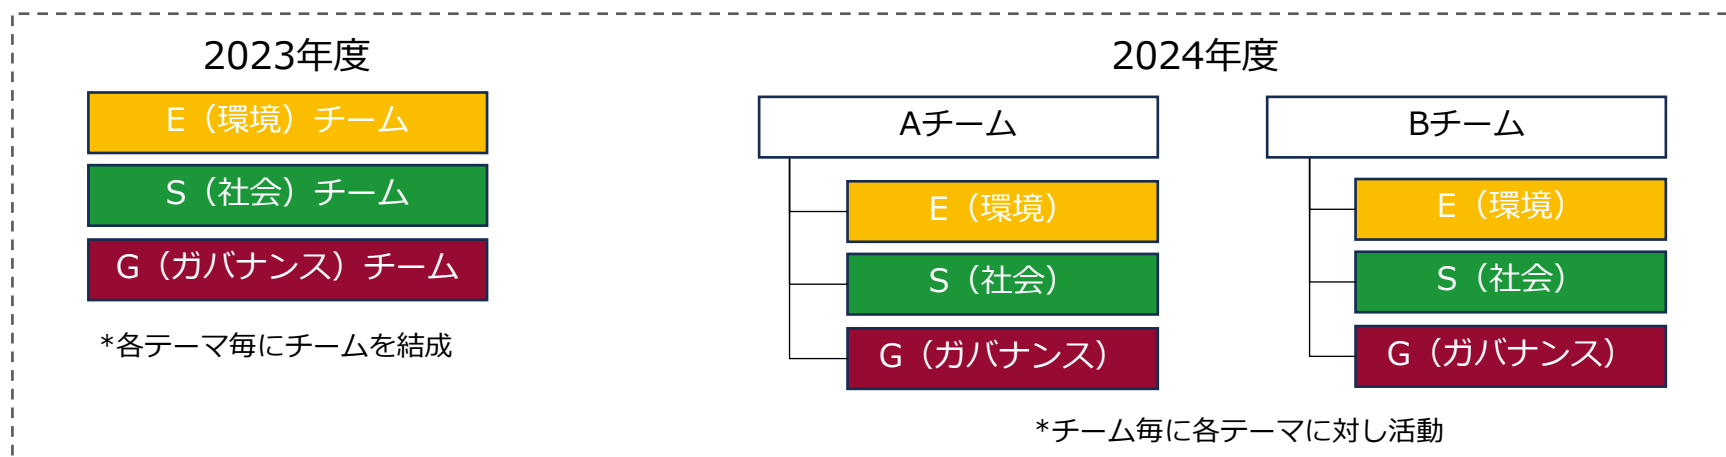 2023年度
E（環境）チーム
S（社会）チーム
G（ガバナンス）チーム
*各テーマ毎にチームを結成
2024年度
Aチーム
E（環境）
S（社会）
G（ガバナンス）
Bチーム
E（環境）
S（社会）
G（ガバナンス）
*チーム毎に各テーマに対し活動